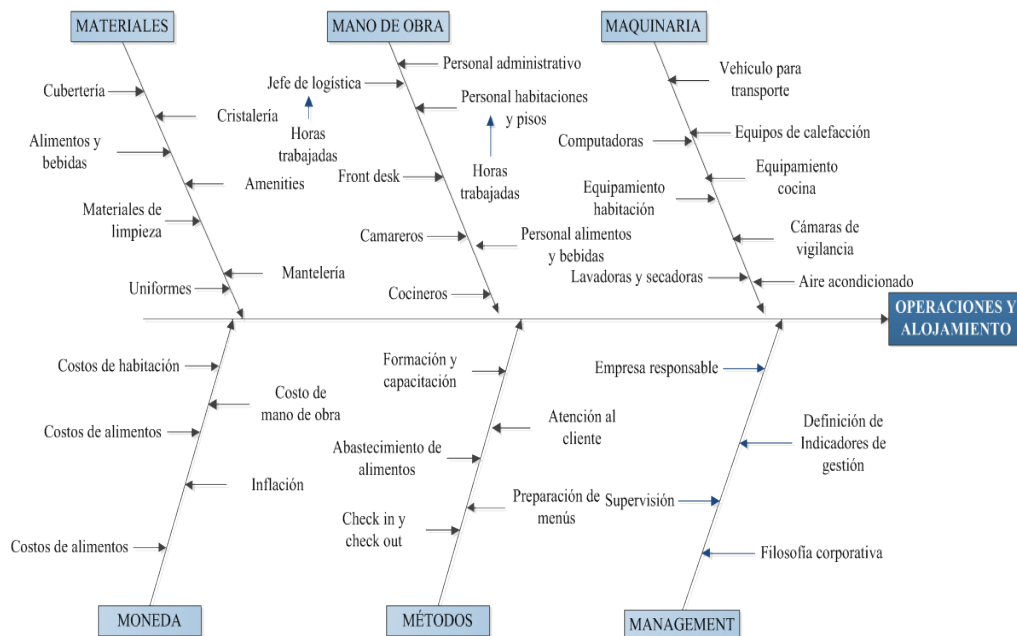 MATERIALES
MANO DE OBRA
MAQUINARIA
Cubertería
Cristalería
Alimentos y
bebidas
Amenities
Materiales de
limpieza
Mantelería
Uniformes
Personal administrativo
Jefe de logística
Horas
trabajadas
Personal habitaciones
y pisos
Horas
trabajadas
Front desk
Camareros
Personal alimentos
y bebidas
Cocineros
Vehículo para
transporte
Equipos de calefacción
Computadoras
Equipamiento
cocina
Equipamiento
habitación
Cámaras de
vigilancia
Lavadoras y secadoras
Aire acondicionado
OPERACIONES Y
ALOJAMIENTO
Costos de habitación
Costo de
mano de obra
Costos de alimentos
Inflación
Costos de alimentos
Formación y
capacitación
Atención al
cliente
Abastecimiento de
alimentos
Preparación de
menús
Check in y
check out
Empresa responsable
Definición de
Indicadores de
gestión
Supervisión
Filosofía corporativa
MONEDA
MÉTODOS
MANAGEMENT